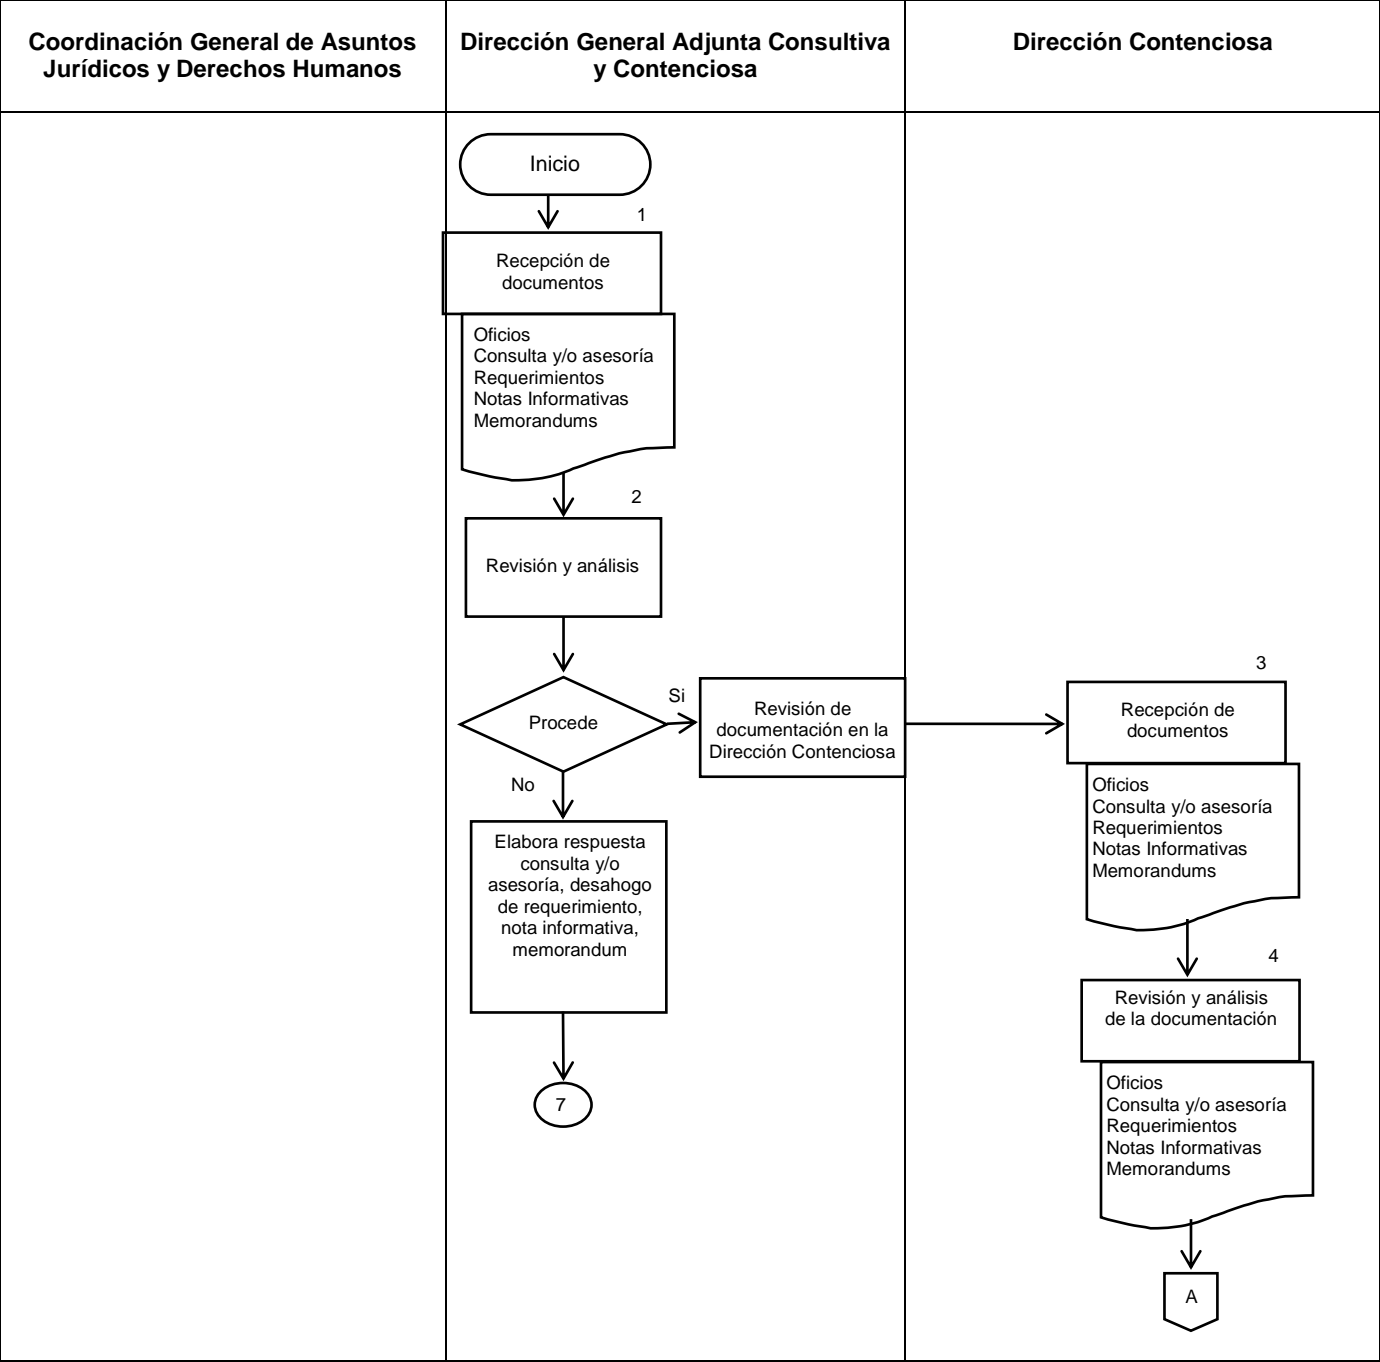 Coordinación General de Asuntos
Jurídicos y Derechos Humanos
Dirección General Adjunta Consultiva
y Contenciosa
Dirección Contenciosa
Inicio
1
Recepción de
documentos
Oficios
Consulta y/o asesoría
Requerimientos
Notas Informativas
Memorandums
2
Revisión y análisis
Procede
Si
Revisión de
documentación en la
Dirección Contenciosa
No
Elabora respuesta
consulta y/o
asesoría, desahogo
de requerimiento,
nota informativa,
memorandum
7
3
Recepción de
documentos
Oficios
Consulta y/o asesoría
Requerimientos
Notas Informativas
Memorandums
4
Revisión y análisis
de la documentación
Oficios
Consulta y/o asesoría
Requerimientos
Notas Informativas
Memorandums
A